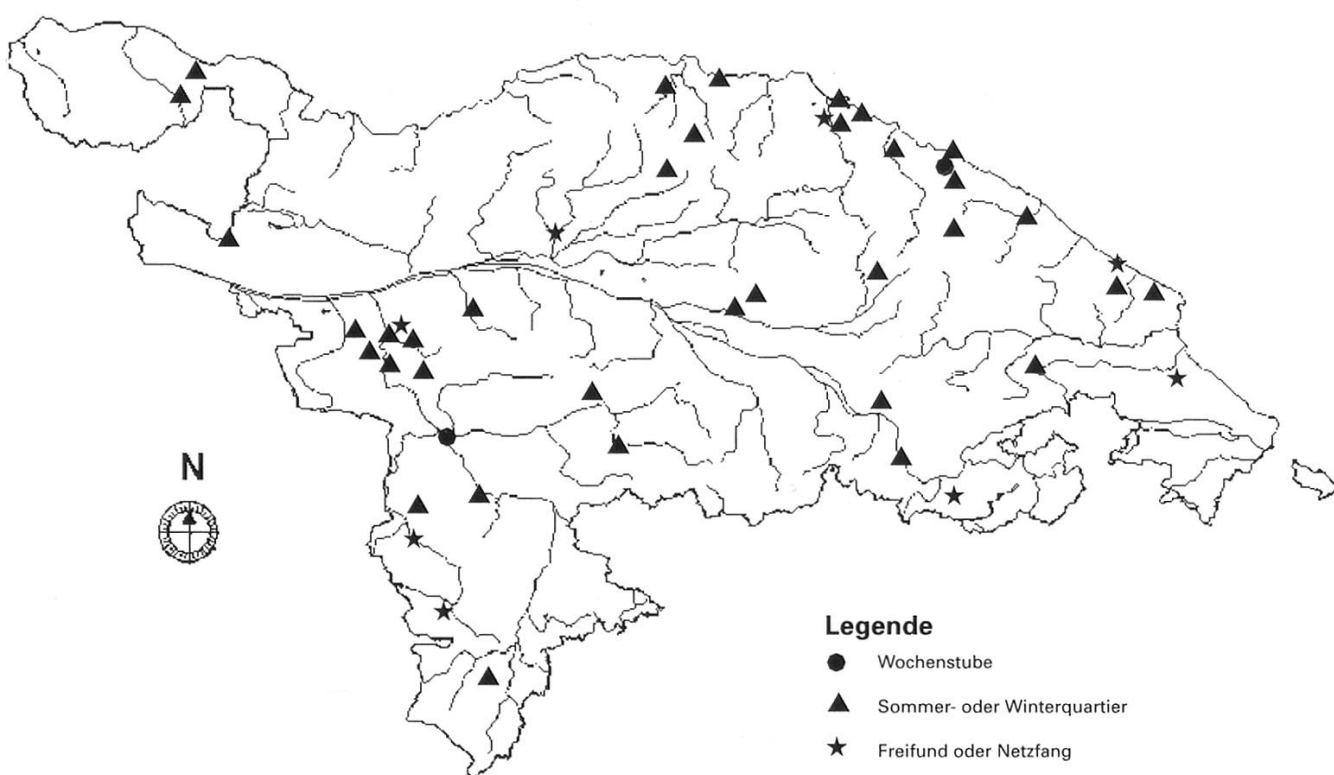 N
Legende
Wochenstube
Sommer- oder Winterquartier
Freifund oder Netzfang